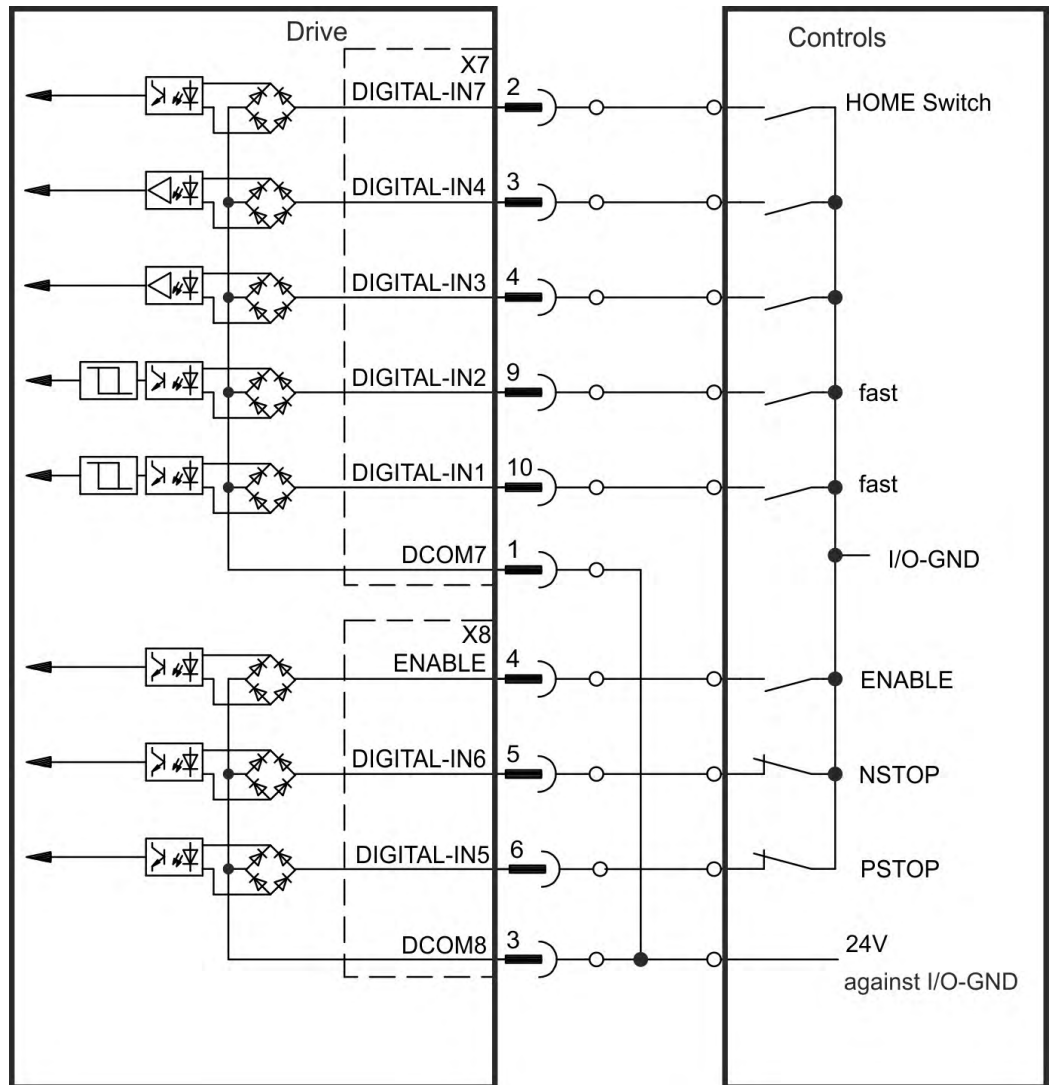 Drive
Controls
X7
DIGITAL-IN7 2 HOME Switch
DIGITAL-IN4 3
DIGITAL-IN3 4
DIGITAL-IN2 9 fast
DIGITAL-IN1 10 fast
DCOM7 1 I/O-GND
X8
ENABLE 4 ENABLE
DIGITAL-IN6 5 NSTOP
DIGITAL-IN5 6 PSTOP
DCOM8 3 24V
against I/O-GND